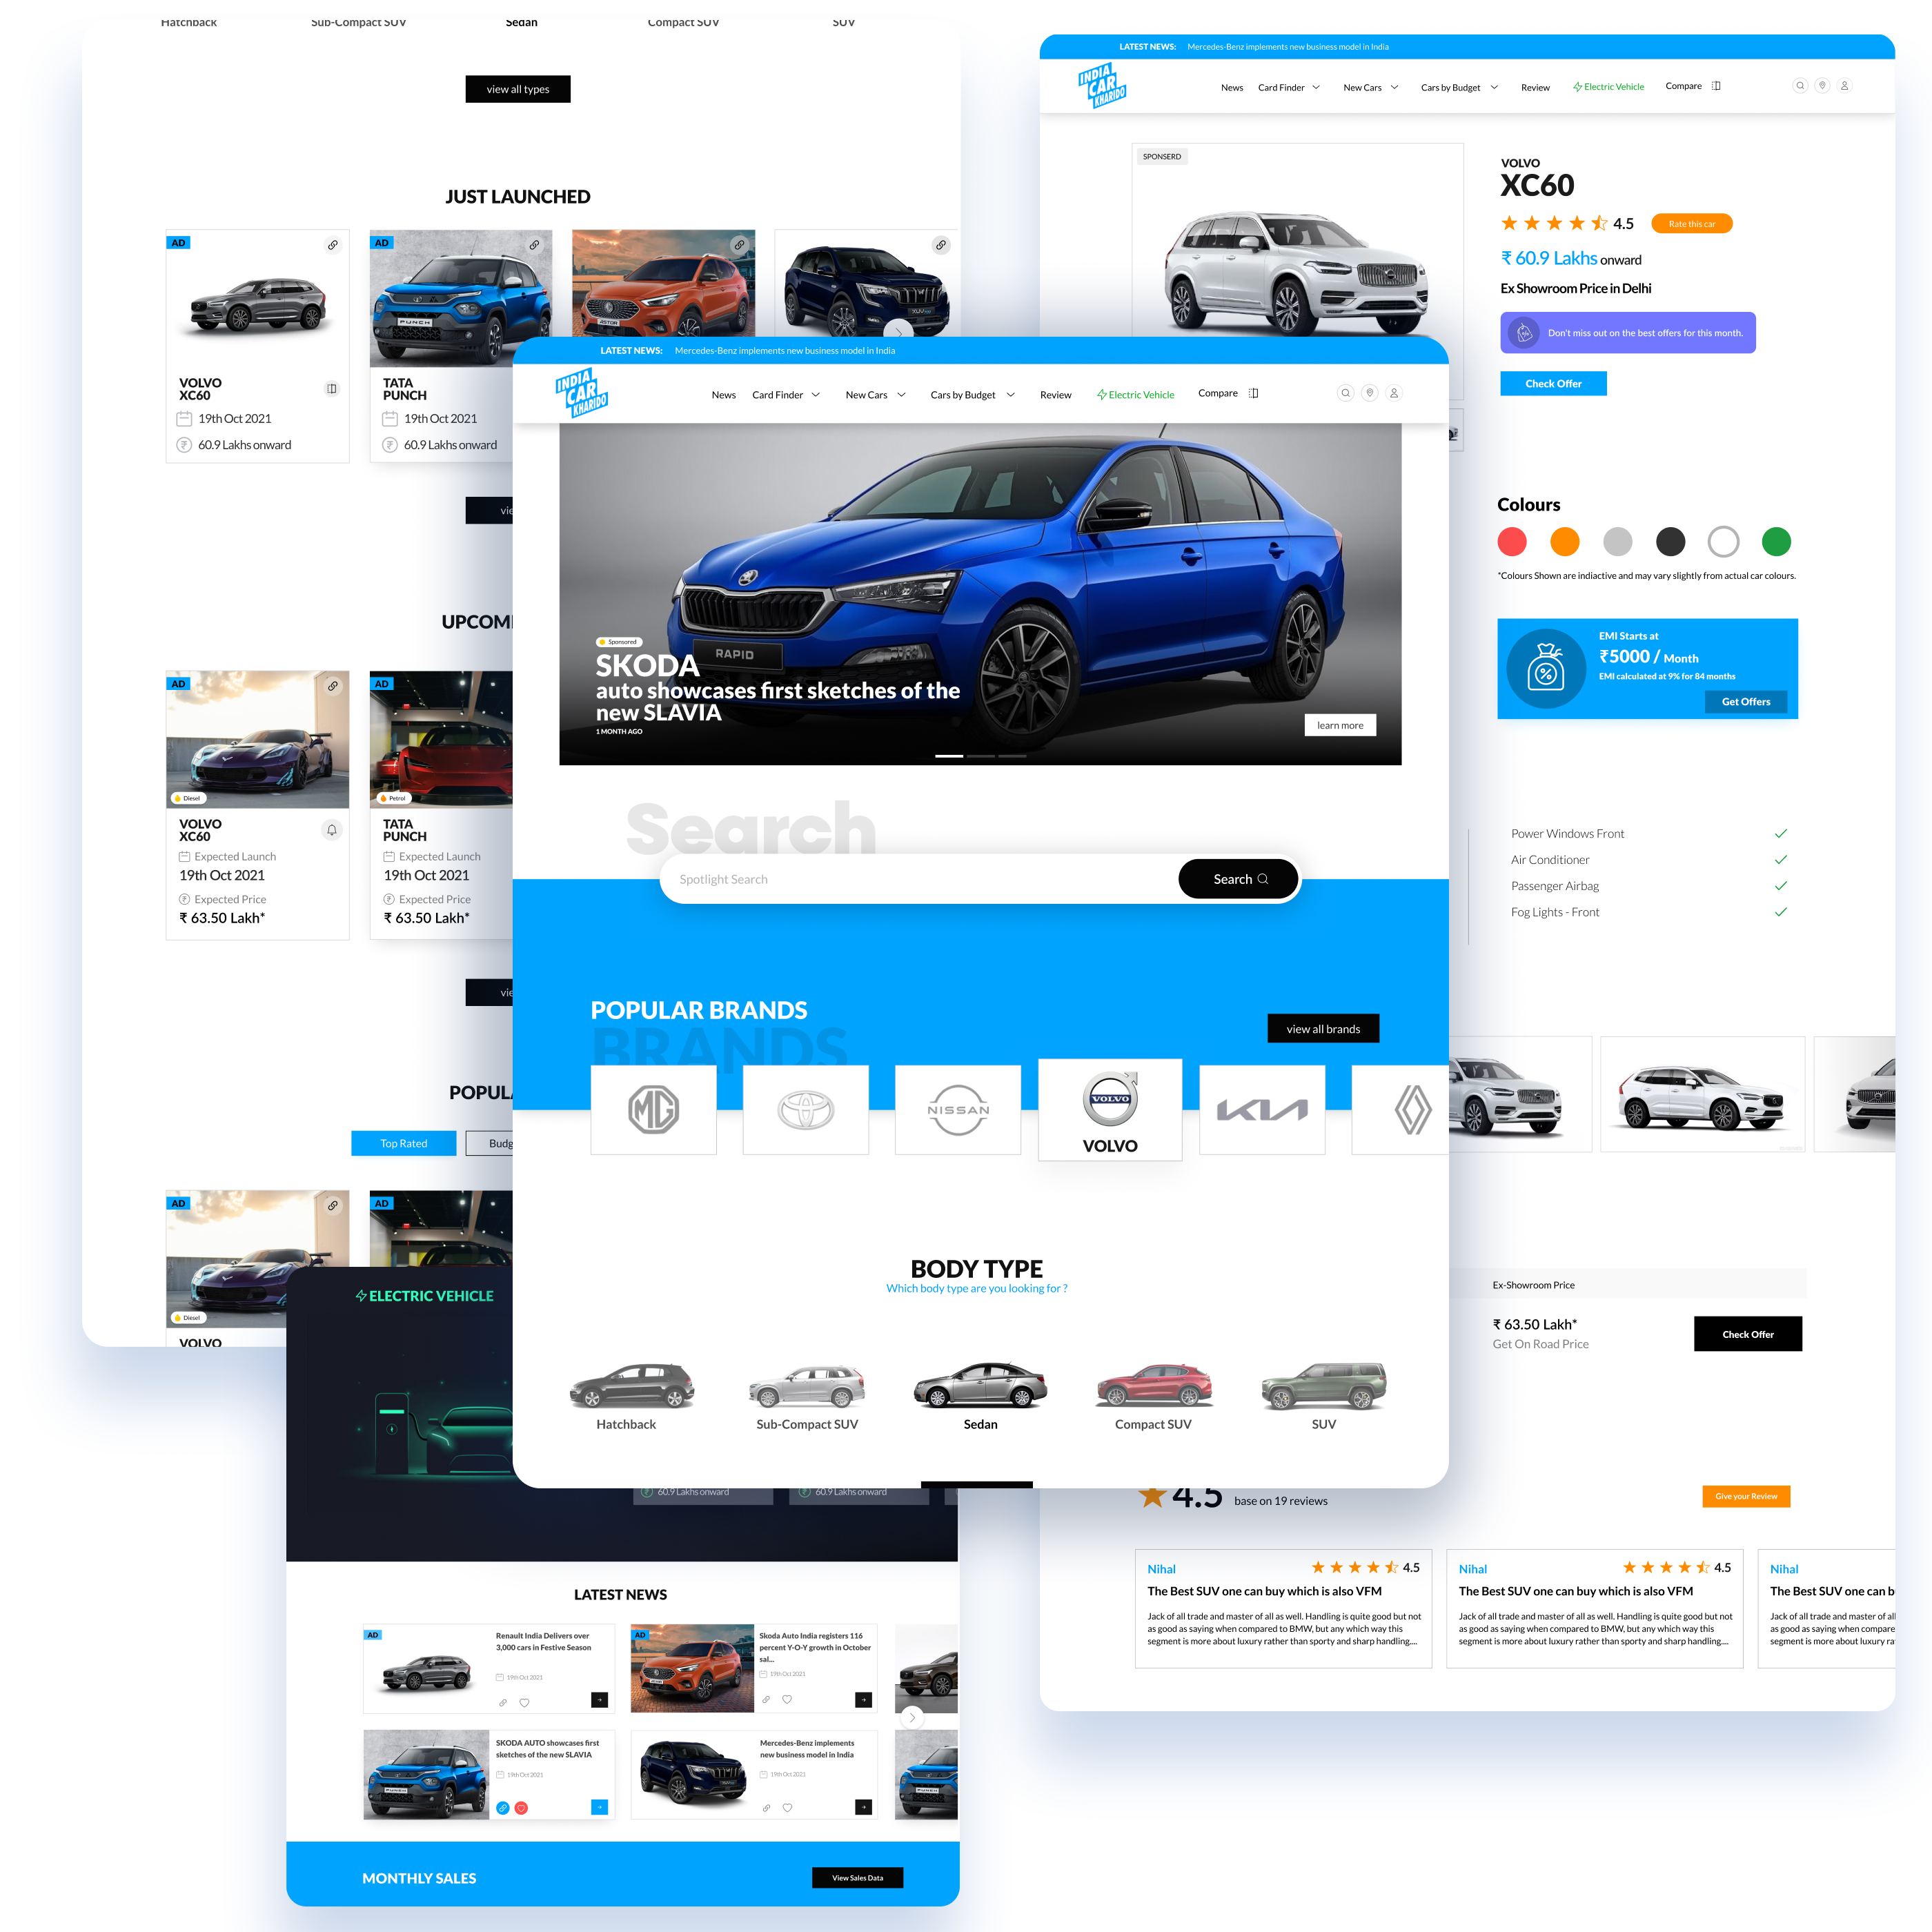 Hatchback
Sub-Compact SUV
Sedan
Compact SUV
SUV
view all types
JUST LAUNCHED
AD
AD
PUNCH
ASTOR
VOLVO
XC60
19th Oct 2021
60.9 Lakhs onward
TATA
PUNCH
19th Oct 2021
60.9 Lakhs onward
vie
UPCOMI
AD
AD
Diesel
Petrol
VOLVO
XC60
Expected Launch
19th Oct 2021
Expected Price
₹ 63.50 Lakh*
TATA
PUNCH
Expected Launch
19th Oct 2021
Expected Price
₹ 63.50 Lakh*
vie
POPULA
Top Rated
Budg
AD
AD
Diesel
VOLVO
LATEST NEWS: Mercedes-Benz implements new business model in India
INDIA
CAR
KHARIDO
News
Card Finder
New Cars
Cars by Budget
Review
Electric Vehicle
Compare
SPONSERD
VOLVO
XC60
4.5
Rate this car
₹ 60.9 Lakhs onward
Ex Showroom Price in Delhi
Don't miss out on the best offers for this month.
Check Offer
Colours
*Colours Shown are indiactive and may vary slightly from actual car colours.
EMI Starts at
₹5000 / Month
EMI calculated at 9% for 84 months
Get Offers
Power Windows Front
Air Conditioner
Passenger Airbag
Fog Lights - Front
Ex-Showroom Price
₹ 63.50 Lakh*
Get On Road Price
Check Offer
4.5 base on 19 reviews
Give your Review
Nihal
4.5
The Best SUV one can buy which is also VFM
Jack of all trade and master of all as well. Handling is quite good but not
as good as saying when compared to BMW, but any which way this
segment is more about luxury rather than sporty and sharp handling....
Nihal
4.5
The Best SUV one can buy which is also VFM
Jack of all trade and master of all as well. Handling is quite good but not
as good as saying when compared to BMW, but any which way this
segment is more about luxury rather than sporty and sharp handling....
Nihal
The Best SUV one can b
Jack of all trade and master of all
as good as saying when compare
segment is more about luxury ra
LATEST NEWS: Mercedes-Benz implements new business model in India
INDIA
CAR
KHARIDO
News
Card Finder
New Cars
Cars by Budget
Review
Electric Vehicle
Compare
RAPID
Sponsored
SKODA
auto showcases first sketches of the
new SLAVIA
1 MONTH AGO
learn more
Search
Spotlight Search
Search
POPULAR BRANDS
BRANDS
view all brands
MG
NISSAN
VOLVO
VOLVO
KIA
BODY TYPE
Which body type are you looking for ?
Hatchback
Sub-Compact SUV
Sedan
Compact SUV
SUV
ELECTRIC VEHICLE
60.9 Lakhs onward
60.9 Lakhs onward
LATEST NEWS
AD
Renault India Delivers over
3,000 cars in Festive Season
19th Oct 2021
AD
Skoda Auto India registers 116
percent Y-O-Y growth in October
sal...
19th Oct 2021
PUNCH
SKODA AUTO showcases first
sketches of the new SLAVIA
19th Oct 2021
Mercedes-Benz implements
new business model in India
19th Oct 2021
PUNCH
MONTHLY SALES
View Sales Data